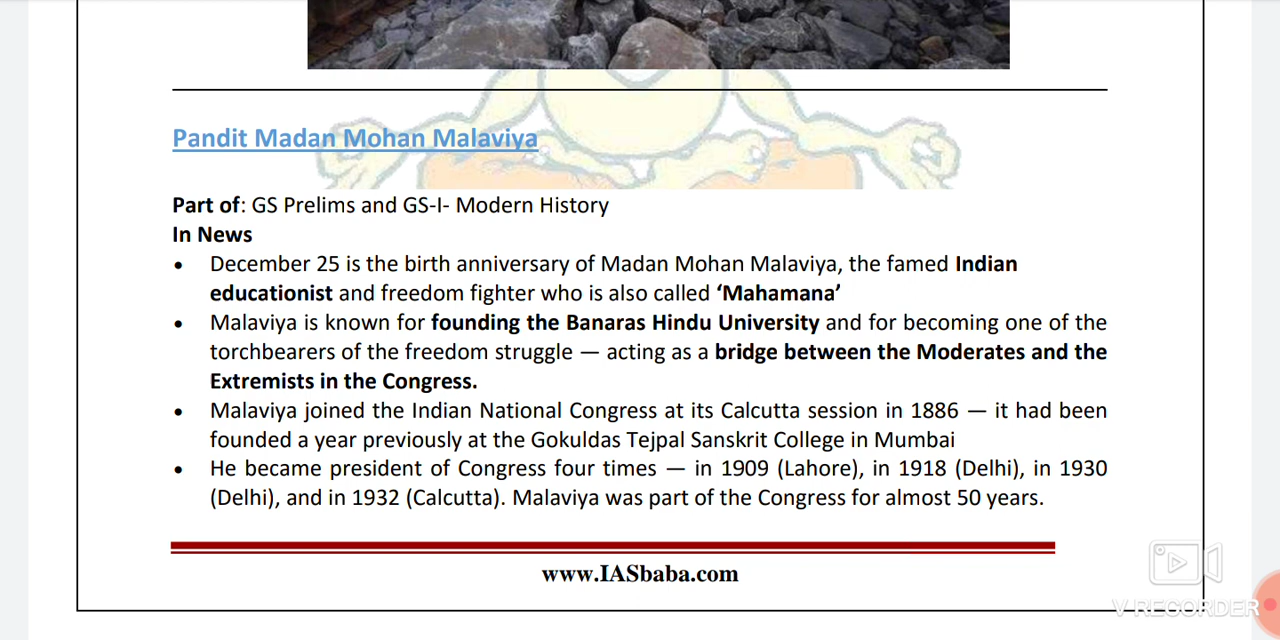 Pandit Madan Mohan Malaviya
Part of: GS Prelims and GS-I- Modern History
In News
• December 25 is the birth anniversary of Madan Mohan Malaviya, the famed Indian
educationist and freedom fighter who is also called ‘Mahamana’
• Malaviya is known for founding the Banaras Hindu University and for becoming one of the
torchbearers of the freedom struggle — acting as a bridge between the Moderates and the
Extremists in the Congress.
• Malaviya joined the Indian National Congress at its Calcutta session in 1886 — it had been
founded a year previously at the Gokuldas Tejpal Sanskrit College in Mumbai
• He became president of Congress four times — in 1909 (Lahore), in 1918 (Delhi), in 1930
(Delhi), and in 1932 (Calcutta). Malaviya was part of the Congress for almost 50 years.
www.IASbaba.com
V RECORDER